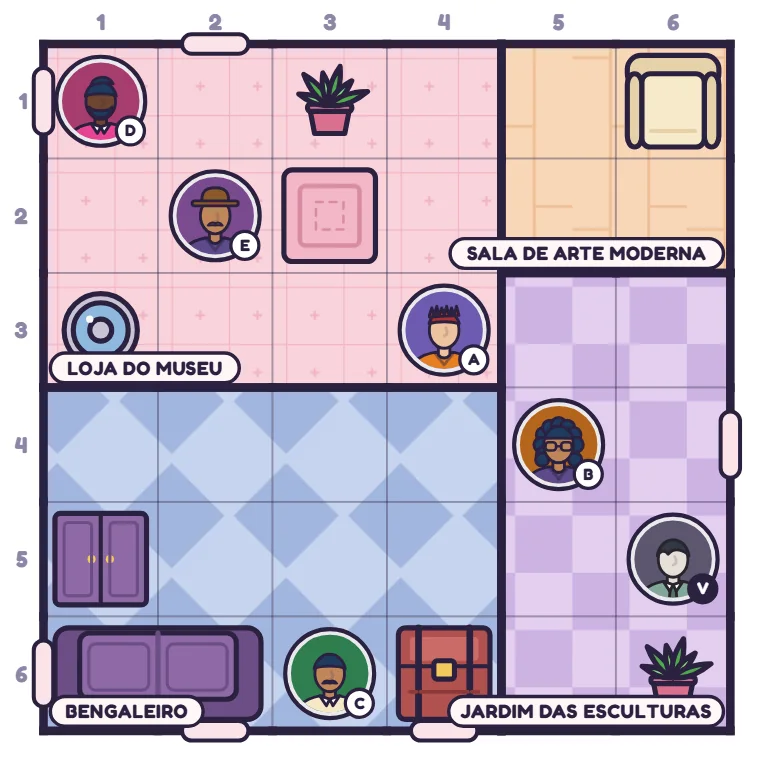 1 2 3 4 5 6
1
D
2
E
SALA DE ARTE MODERNA
3
A
LOJA DO MUSEU
4
B
5
V
6
C
BENGALEIRO
JARDIM DAS ESCULTURAS